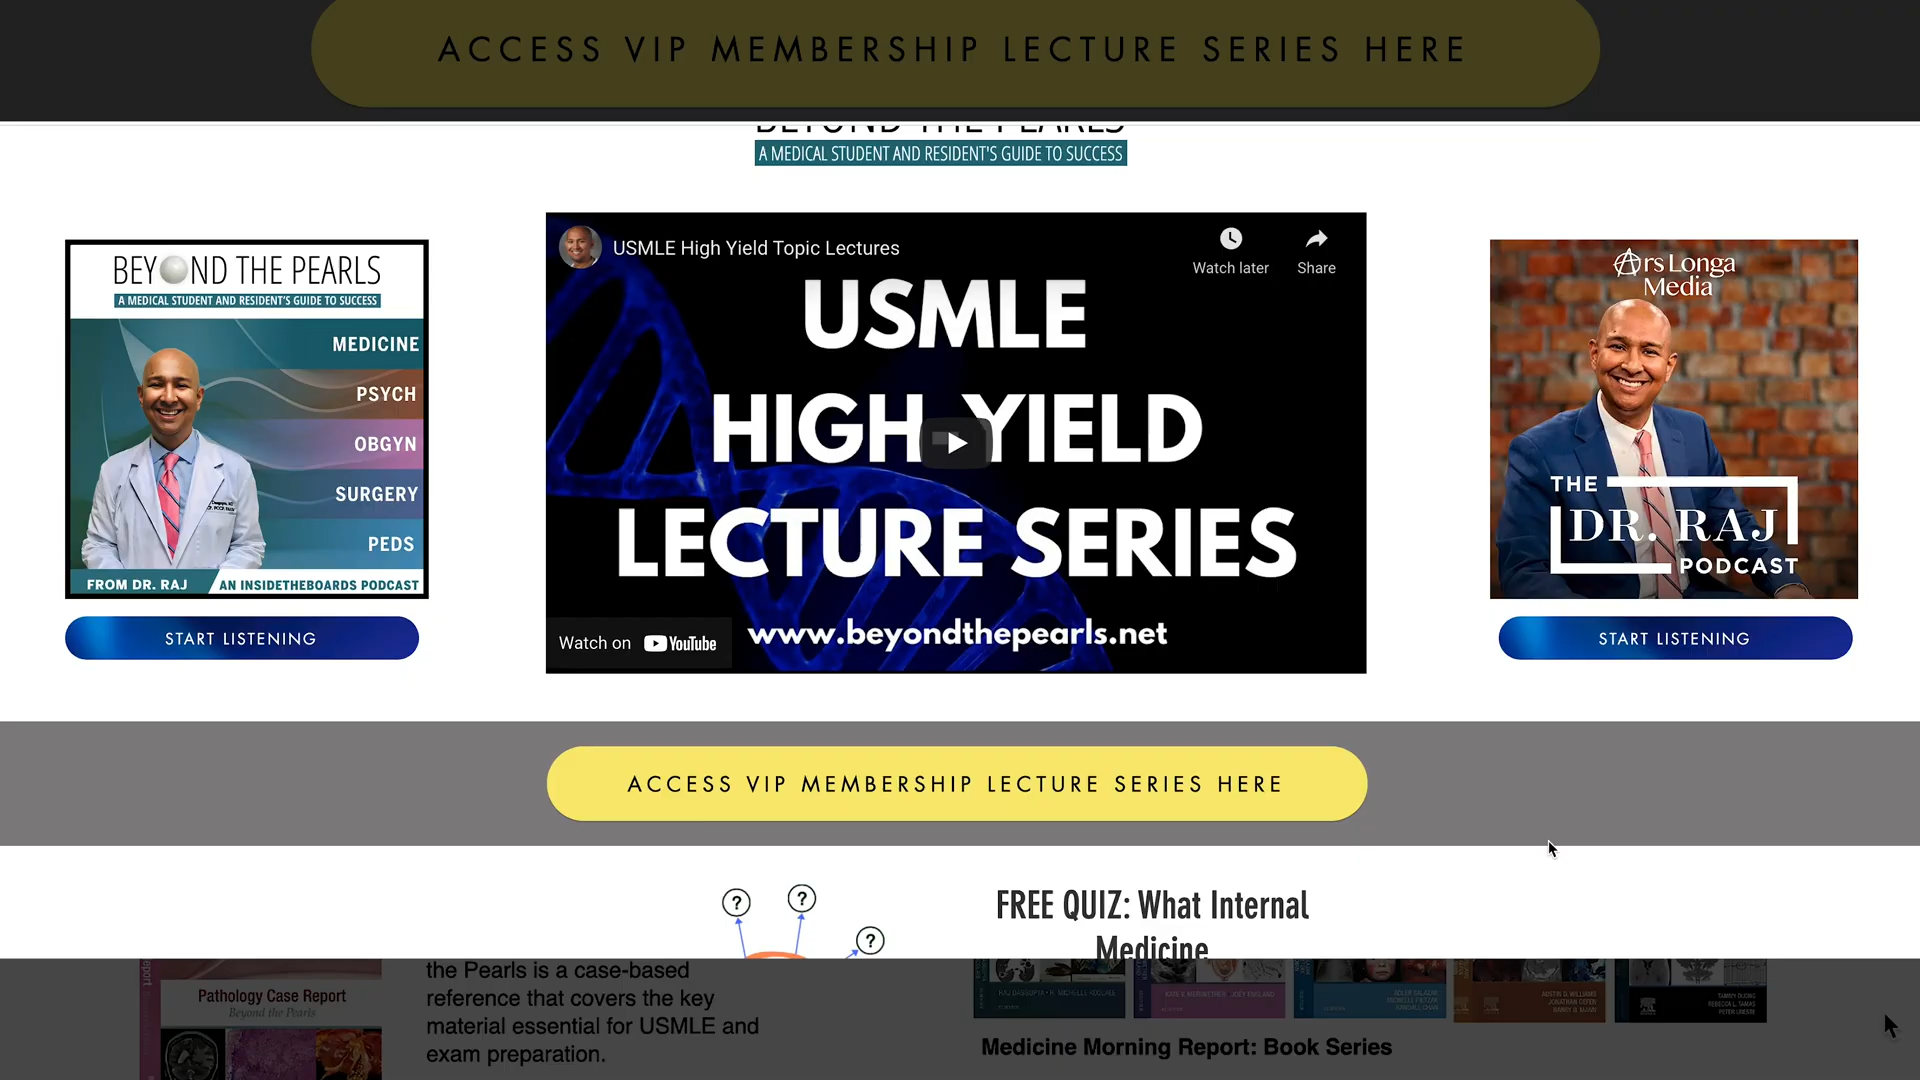 ACCESS VIP MEMBERSHIP LECTURE SERIES HERE
BEYOND THE PEARLS
A MEDICAL STUDENT AND RESIDENT'S GUIDE TO SUCCESS
BEYOND THE PEARLS
A MEDICAL STUDENT AND RESIDENT'S GUIDE TO SUCCESS
MEDICINE
PSYCH
OBGYN
SURGERY
PEDS
FROM DR. RAJ
AN INSIDETHEBOARDS PODCAST
START LISTENING
USMLE High Yield Topic Lectures
Watch later
Share
USMLE
HIGH YIELD
LECTURE SERIES
www.beyondthepearls.net
Watch on YouTube
Ars Longa
Media
THE
DR. RAJ
PODCAST
START LISTENING
ACCESS VIP MEMBERSHIP LECTURE SERIES HERE
? ? ?
FREE QUIZ: What Internal
Medicine
Pathology Case Report
Beyond the Pearls
the Pearls is a case-based
reference that covers the key
material essential for USMLE and
exam preparation.
Medicine Morning Report: Book Series